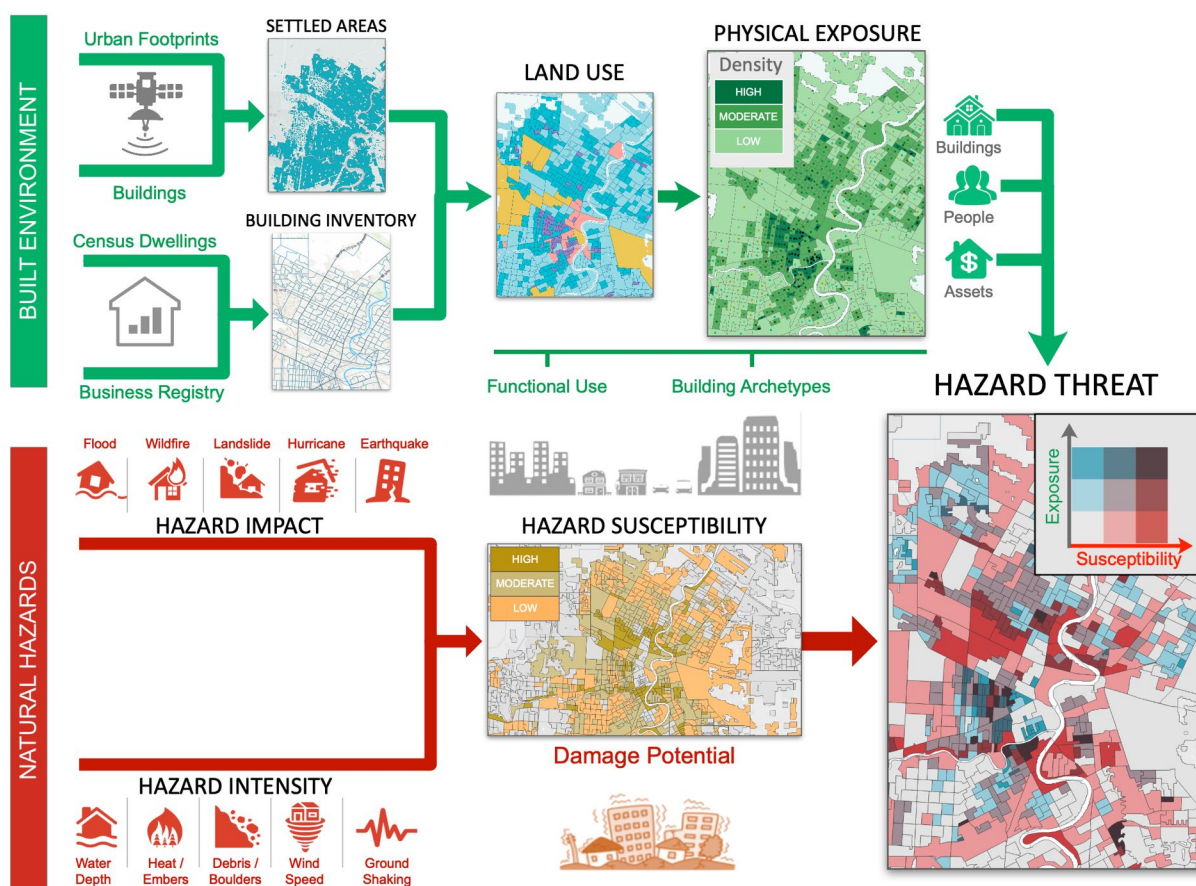 BUILT ENVIRONMENT
Urban Footprints
Buildings
SETTLED AREAS
Census Dwellings
Business Registry
BUILDING INVENTORY
LAND USE
PHYSICAL EXPOSURE
Density
HIGH
MODERATE
LOW
Buildings
People
Assets
Functional Use
Building Archetypes
HAZARD THREAT
Exposure
Susceptibility
NATURAL HAZARDS
Flood
Wildfire
Landslide
Hurricane
Earthquake
HAZARD IMPACT
HAZARD SUSCEPTIBILITY
HIGH
MODERATE
LOW
Damage Potential
HAZARD INTENSITY
Water
Depth
Heat /
Embers
Debris /
Boulders
Wind
Speed
Ground
Shaking